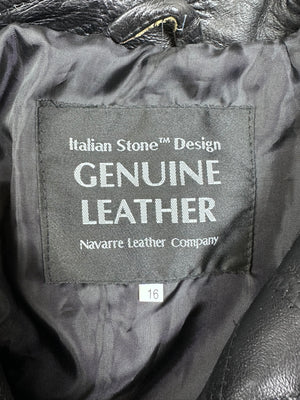 Italian Stone™ Design
GENUINE
LEATHER
Navarre Leather Company
16